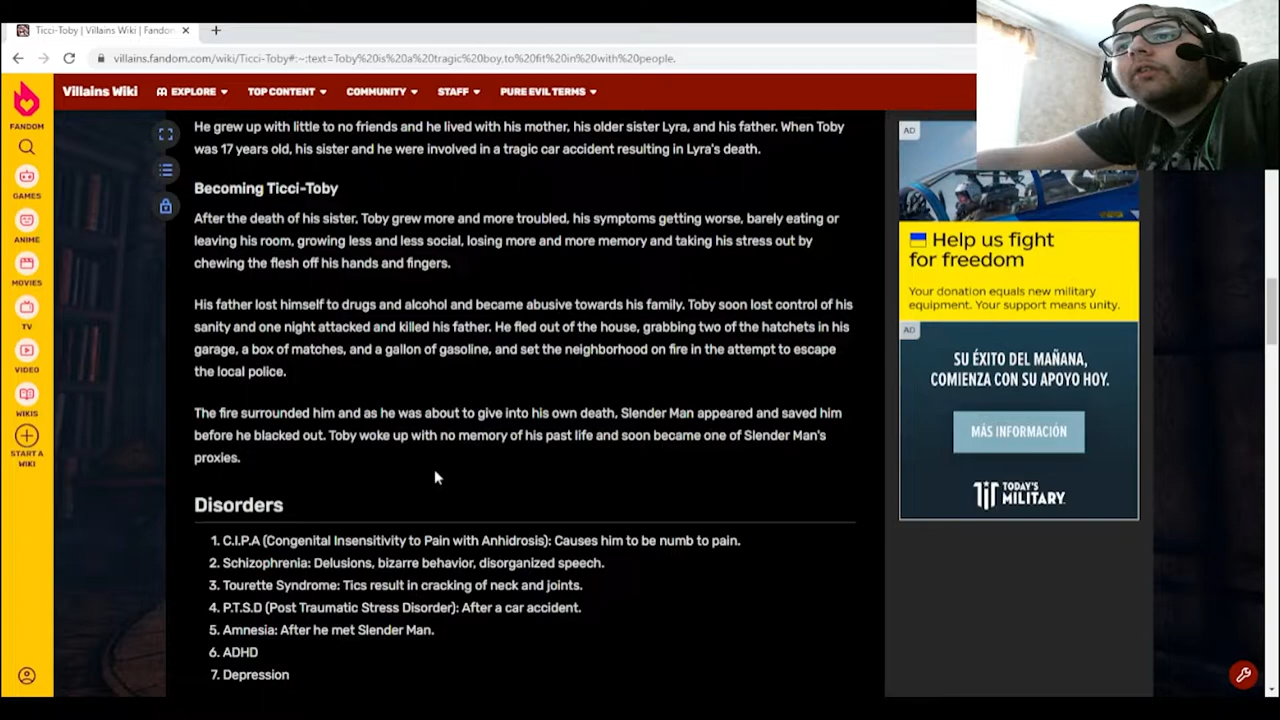 Ticci-Toby | Villains Wiki | Fandom
villains.fandom.com/wiki/Ticci-Toby#:~:text=Toby%20is%20a%20tragic%20boy,to%20fit%20in%20with%20people.
FANDOM
GAMES
ANIME
MOVIES
TV
VIDEO
WIKIS
START A
WIKI
Villains Wiki
EXPLORE
TOP CONTENT
COMMUNITY
STAFF
PURE EVIL TERMS
He grew up with little to no friends and he lived with his mother, his older sister Lyra, and his father. When Toby
was 17 years old, his sister and he were involved in a tragic car accident resulting in Lyra's death.
Becoming Ticci-Toby
After the death of his sister, Toby grew more and more troubled, his symptoms getting worse, barely eating or
leaving his room, growing less and less social, losing more and more memory and taking his stress out by
chewing the flesh off his hands and fingers.
His father lost himself to drugs and alcohol and became abusive towards his family. Toby soon lost control of his
sanity and one night attacked and killed his father. He fled out of the house, grabbing two of the hatchets in his
garage, a box of matches, and a gallon of gasoline, and set the neighborhood on fire in the attempt to escape
the local police.
The fire surrounded him and as he was about to give into his own death, Slender Man appeared and saved him
before he blacked out. Toby woke up with no memory of his past life and soon became one of Slender Man's
proxies.
Disorders
1. C.I.P.A (Congenital Insensitivity to Pain with Anhidrosis): Causes him to be numb to pain.
2. Schizophrenia: Delusions, bizarre behavior, disorganized speech.
3. Tourette Syndrome: Tics result in cracking of neck and joints.
4. P.T.S.D (Post Traumatic Stress Disorder): After a car accident.
5. Amnesia: After he met Slender Man.
6. ADHD
7. Depression
AD
Help us fight
for freedom
Your donation equals new military
equipment. Your support means unity.
AD
SU ÉXITO DEL MAÑANA,
COMIENZA CON SU APOYO HOY.
MÁS INFORMACIÓN
TODAY'S
MILITARY